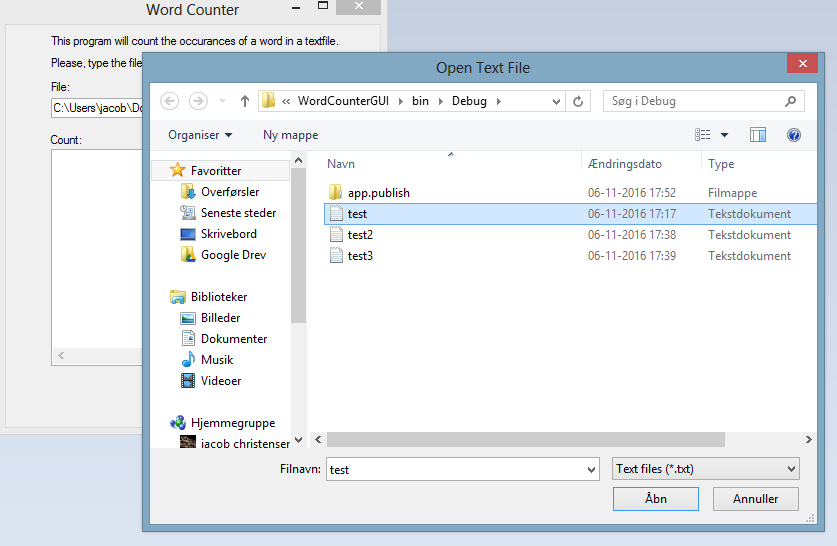 Word Counter
This program will count the occurances of a word in a textfile.
Please, type the file
File:
C:\Users\jacob\Do
Count:
Open Text File
« WordCounterGUI bin Debug
Søg i Debug
Organiser
Ny mappe
Navn
Ændringsdato
Type
Favoritter
Overførsler
Seneste steder
Skrivebord
Google Drev
Biblioteker
Billeder
Dokumenter
Musik
Videoer
Hjemmegruppe
jacob christenser
app.publish 06-11-2016 17:52 Filmappe
test 06-11-2016 17:17 Tekstdokument
test2 06-11-2016 17:38 Tekstdokument
test3 06-11-2016 17:39 Tekstdokument
Filnavn: test
Text files (*.txt)
Åbn
Annuller